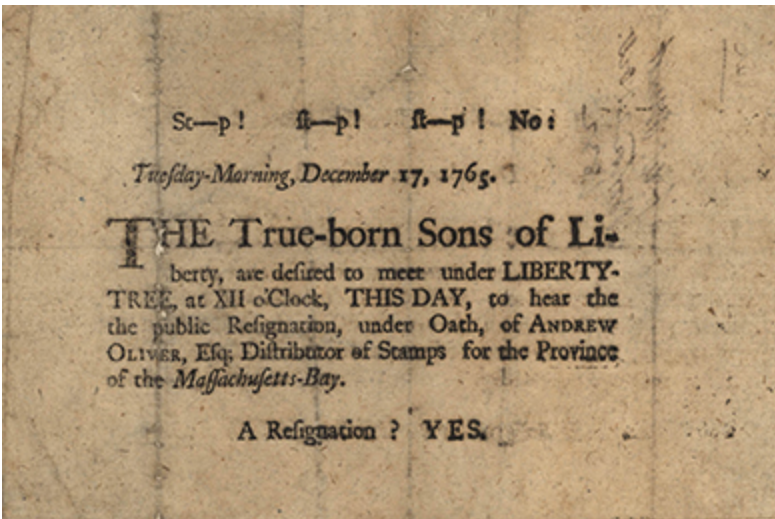 St—p! ſt—p! ſt—p! No:
Tueſday-Morning, December 17, 1765.
THE True-born Sons of Li-
berty, are deſired to meet under LIBERTY-
TREE, at XII o'Clock, THIS DAY, to hear the
the public Reſignation, under Oath, of ANDREW
OLIVER, Eſq; Diſtributor of Stamps for the Province
of the Maſſachuſetts-Bay.
A Reſignation ? YES.